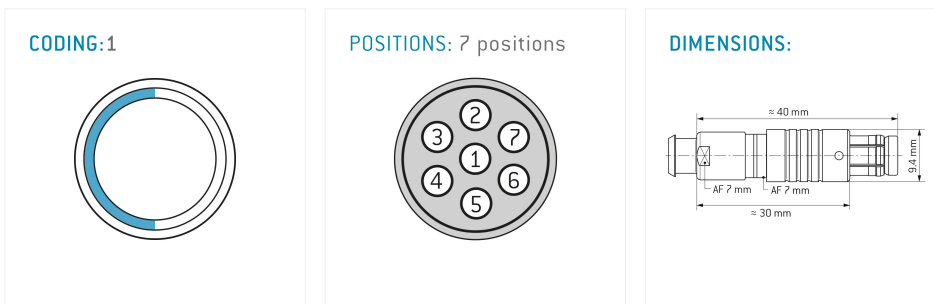 CODING:1
POSITIONS: 7 positions
2
3
7
1
4
6
5
DIMENSIONS:
≈ 40 mm
9.4 mm
AF 7 mm
AF 7 mm
≈ 30 mm